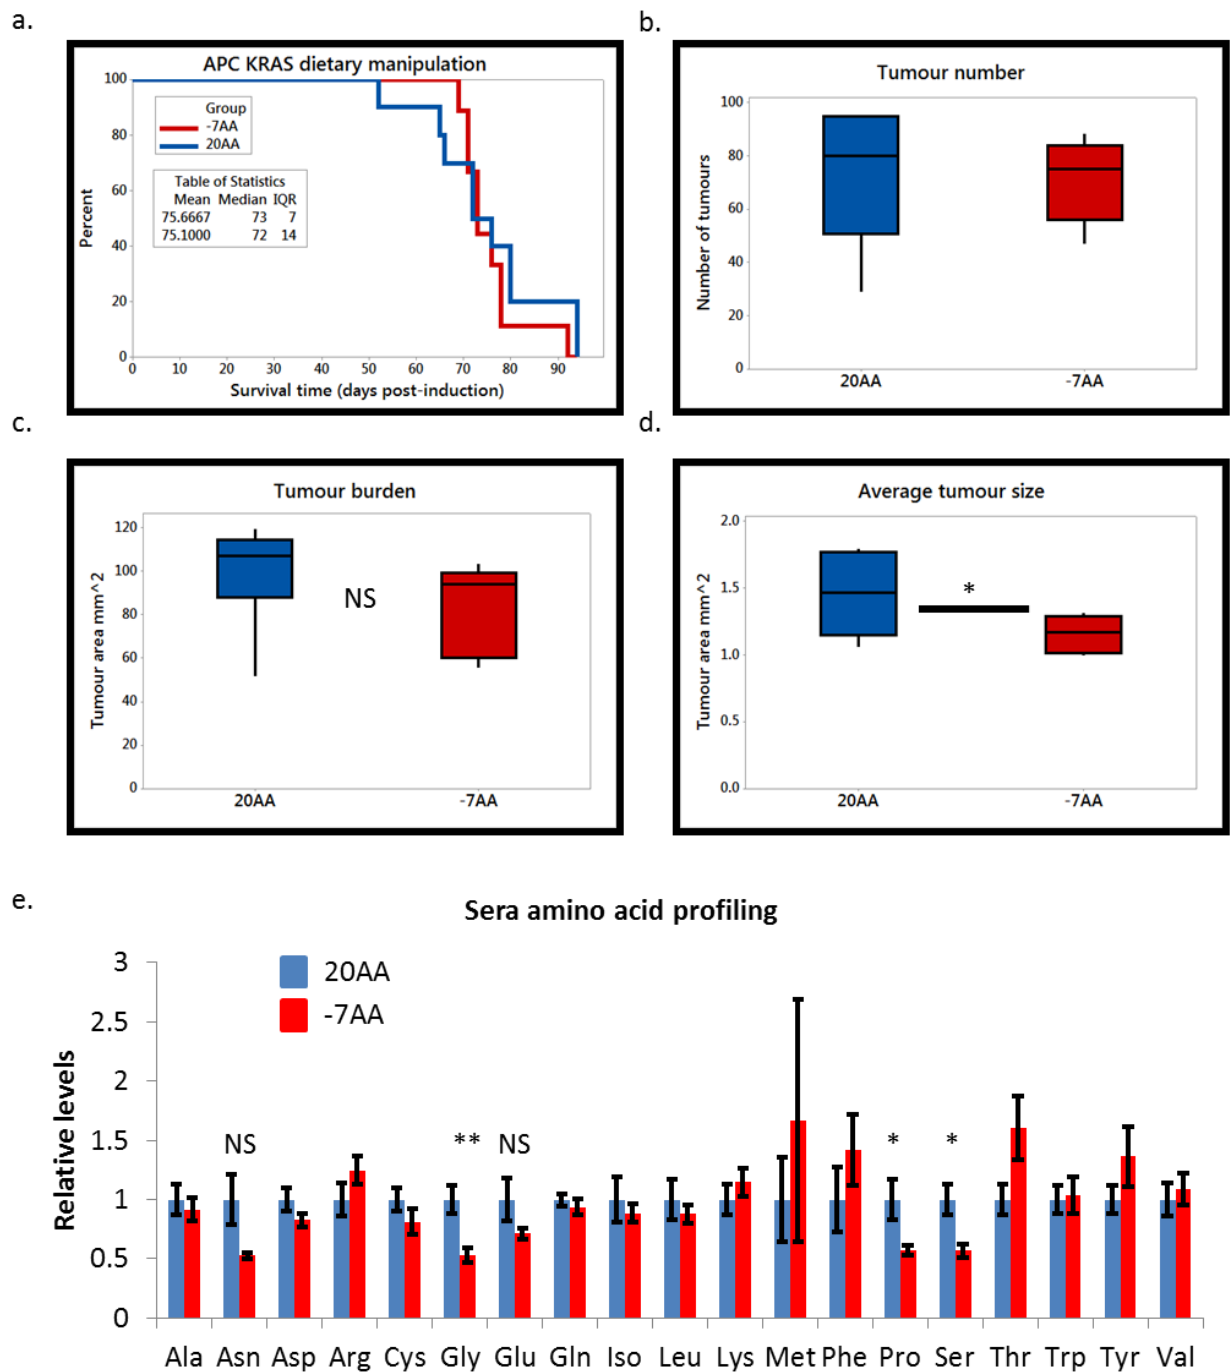 a.
APC KRAS dietary manipulation
100
80
60
40
20
0
Percent
Group
-7AA
20AA
Table of Statistics
Mean Median IQR
75.6667 73 7
75.1000 72 14
0 10 20 30 40 50 60 70 80 90
Survival time (days post-induction)
b.
Tumour number
100
80
60
40
20
0
Number of tumours
20AA -7AA
c.
Tumour burden
120
100
80
60
40
20
0
Tumour area mm^2
NS
20AA -7AA
d.
Average tumour size
2.0
1.5
1.0
0.5
0.0
Tumour area mm^2
*
20AA -7AA
e.
Sera amino acid profiling
3
2.5
2
1.5
1
0.5
0
Relative levels
20AA
-7AA
NS ** NS * *
Ala Asn Asp Arg Cys Gly Glu Gln Iso Leu Lys Met Phe Pro Ser Thr Trp Tyr Val